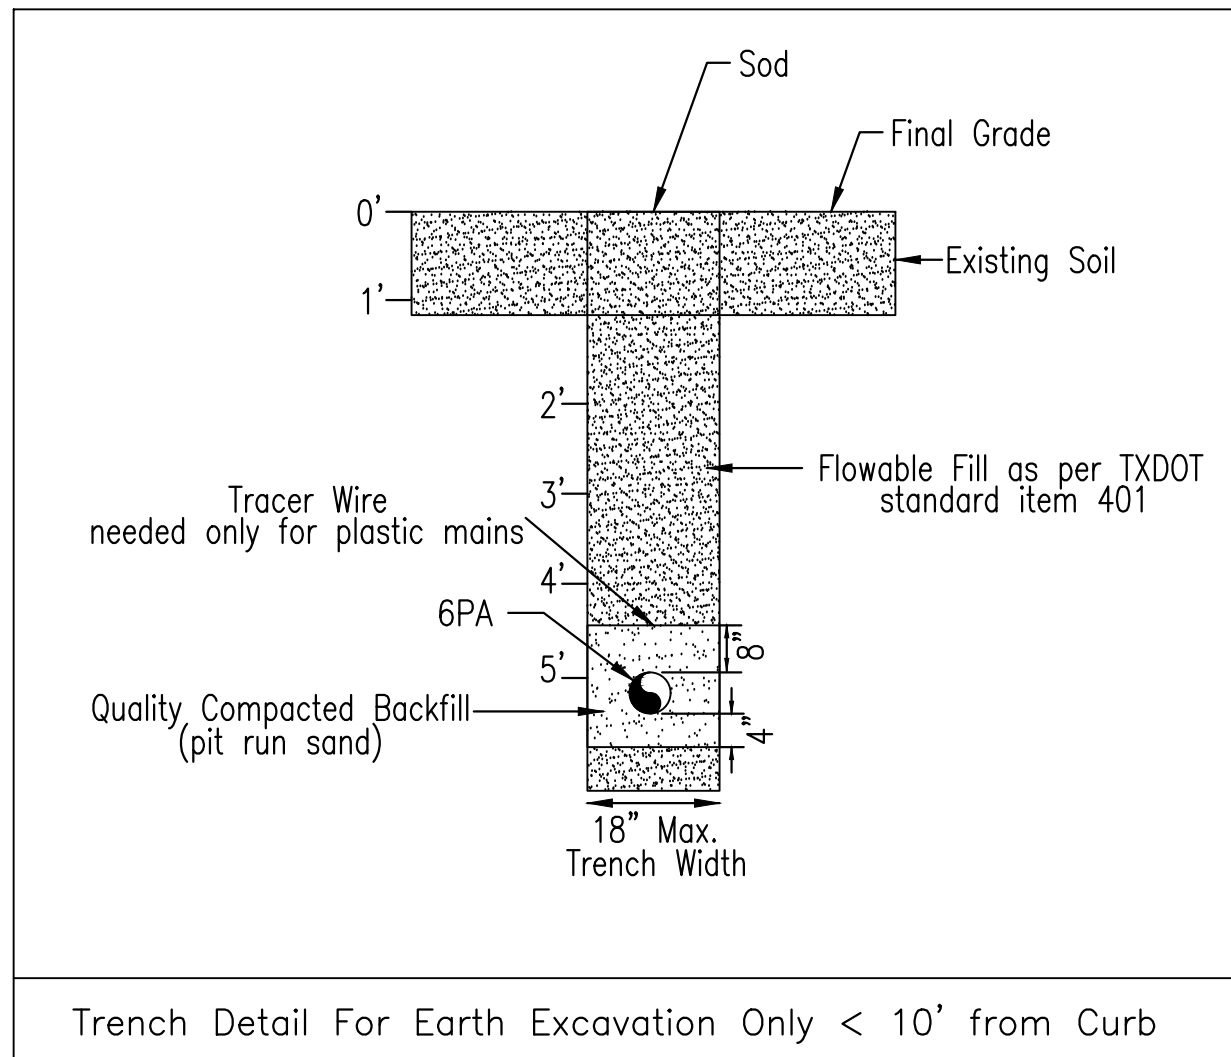 Sod
Final Grade
0'
Existing Soil
1'
2'
Flowable Fill as per TXDOT
standard item 401
3'
Tracer Wire
needed only for plastic mains
4'
6PA
8"
5'
Quality Compacted Backfill
(pit run sand)
4"
18" Max.
Trench Width
Trench Detail For Earth Excavation Only < 10' from Curb